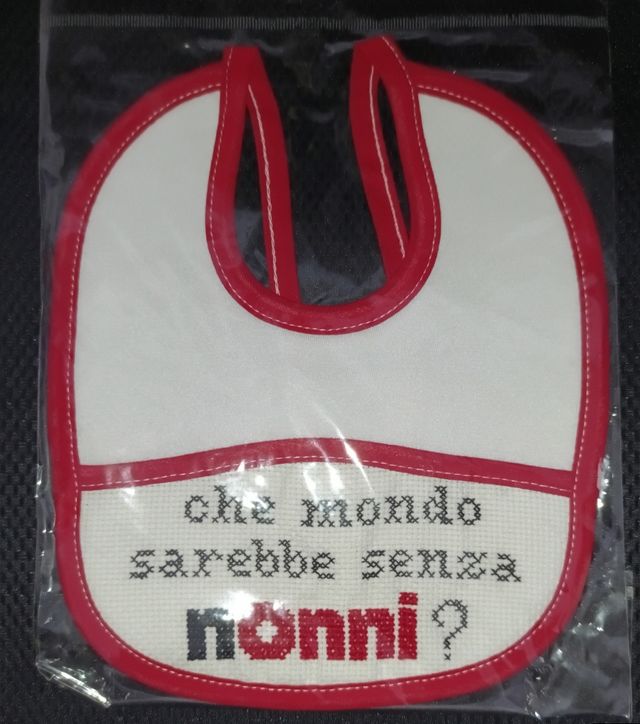 che mondo
sarebbe senza
nonni?